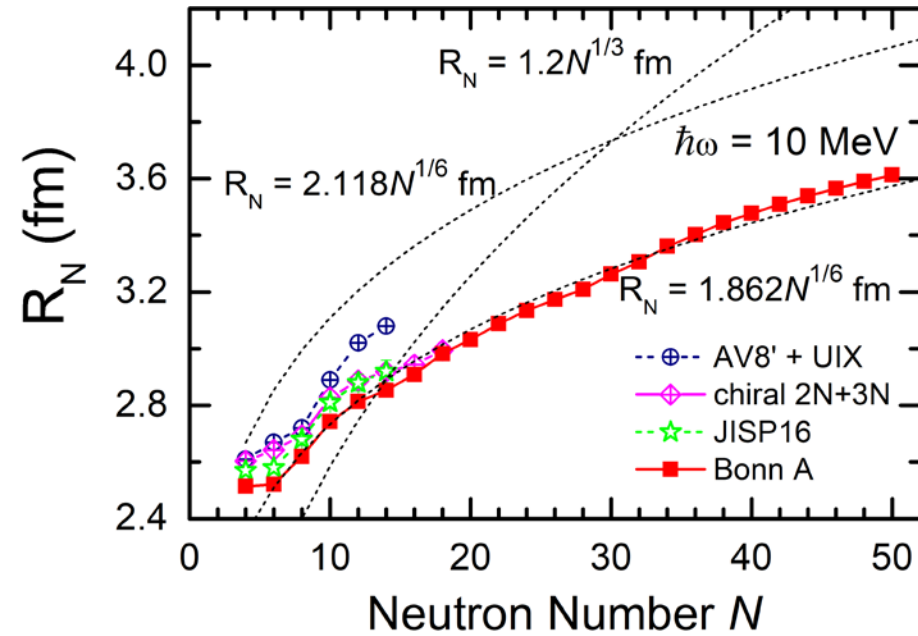 R_N (fm)
4.0
3.6
3.2
2.8
2.4
R_N = 1.2N^{1/3} fm
ħω = 10 MeV
R_N = 2.118N^{1/6} fm
R_N = 1.862N^{1/6} fm
AV8' + UIX
chiral 2N+3N
JISP16
Bonn A
0 10 20 30 40 50
Neutron Number N